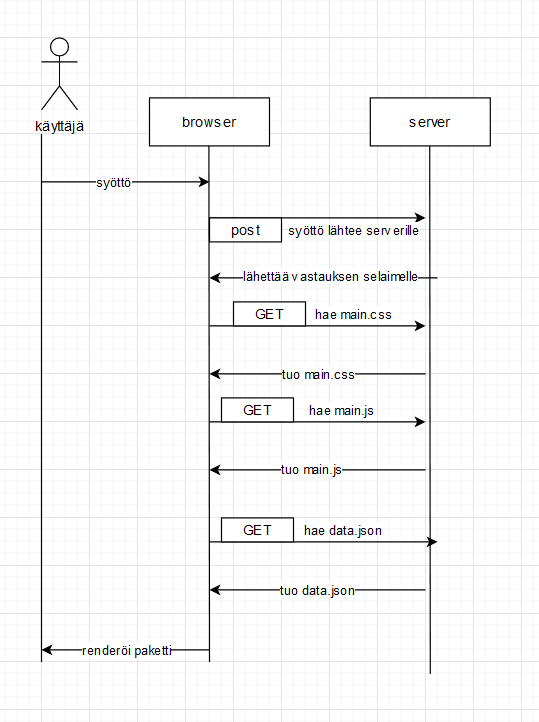 käyttäjä
browser
server
syöttö
post
syöttö lähtee serverille
lähettää vastauksen selaimelle
GET
hae main.css
tuo main.css
GET
hae main.js
tuo main.js
GET
hae data.json
tuo data.json
renderöi paketti